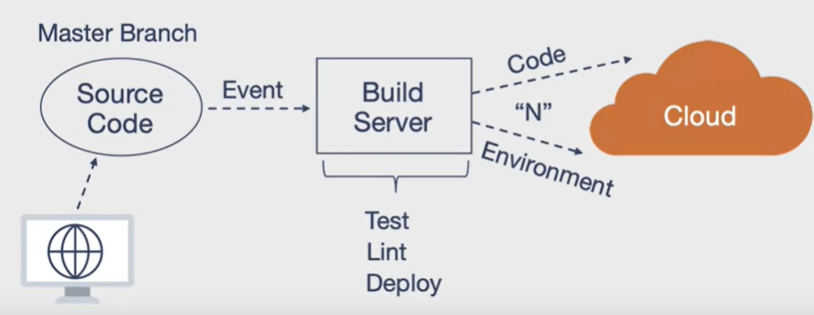 Master Branch
Source
Code
Event
Build
Server
Code
“N”
Environment
Cloud
Test
Lint
Deploy